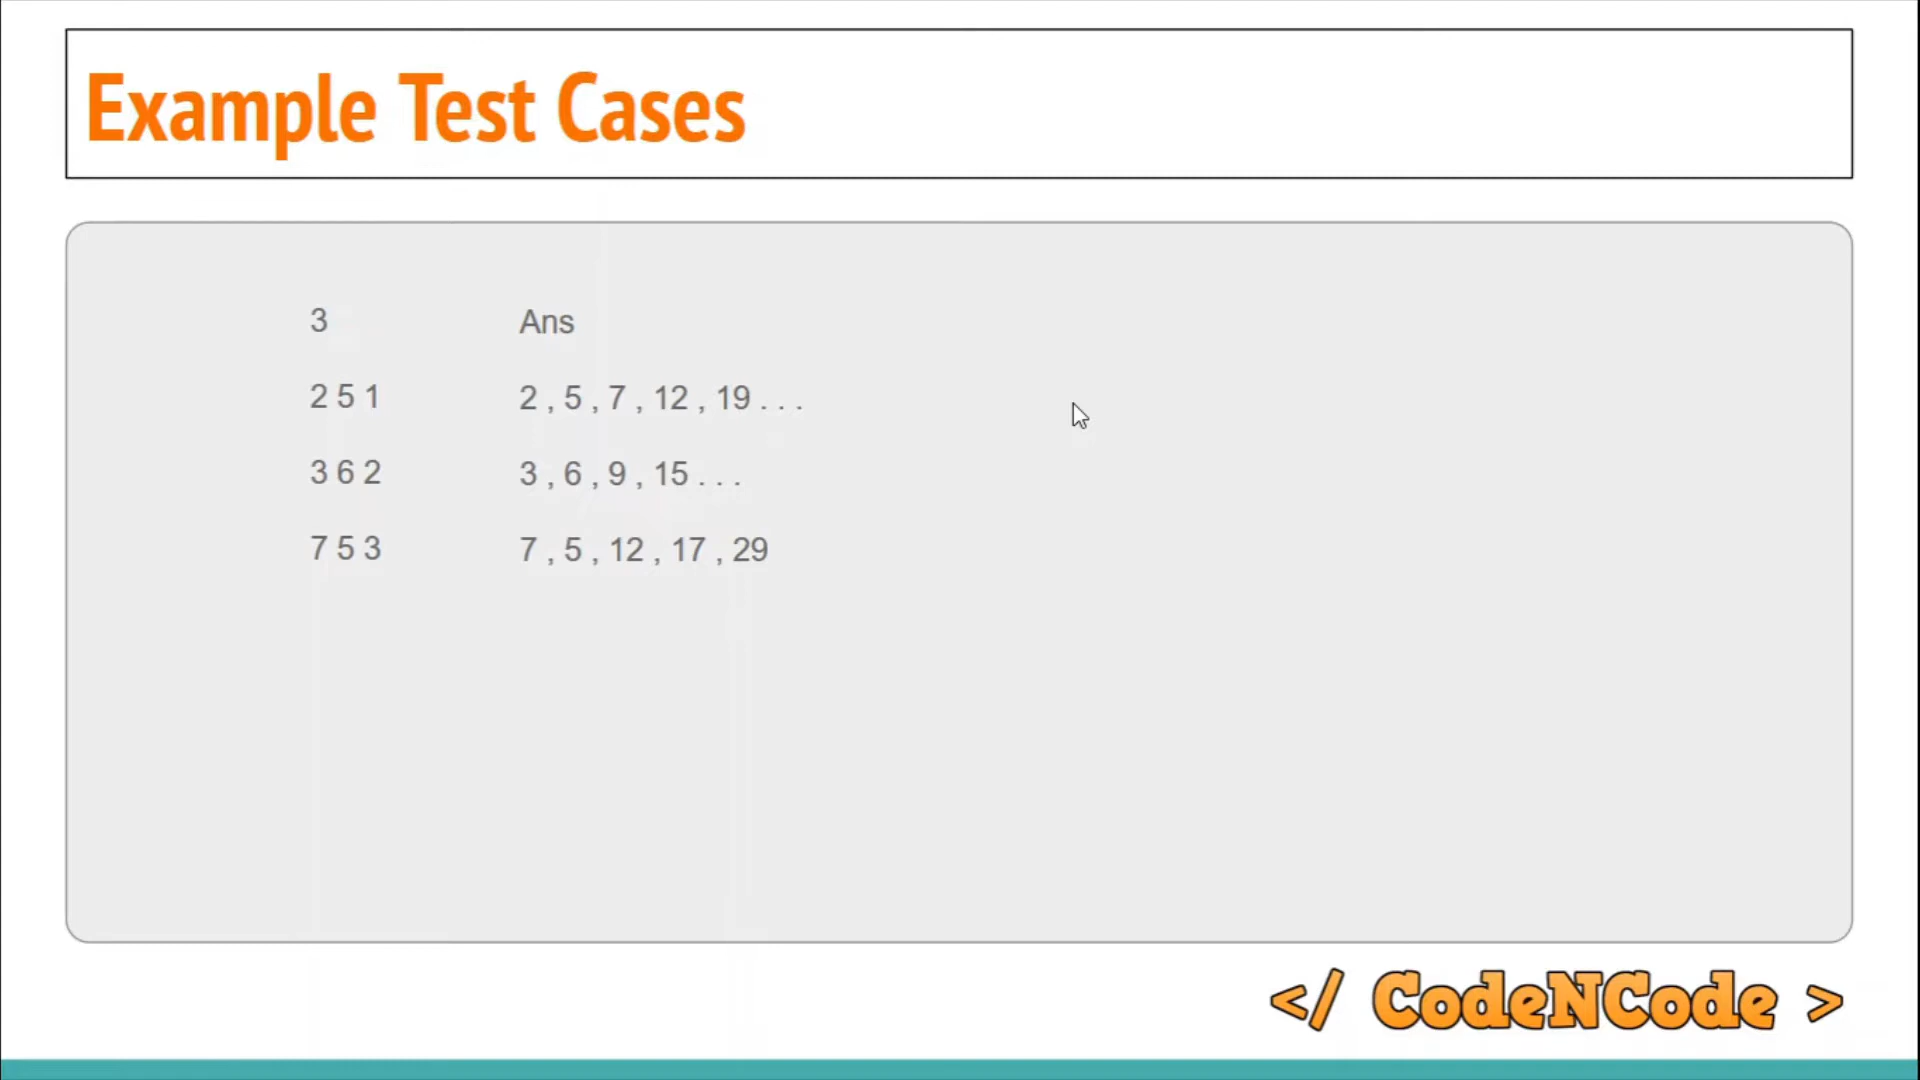 Example Test Cases
3 Ans
2 5 1 2 , 5 , 7 , 12 , 19 . . .
3 6 2 3 , 6 , 9 , 15 . . .
7 5 3 7 , 5 , 12 , 17 , 29
</ CodeNCode >